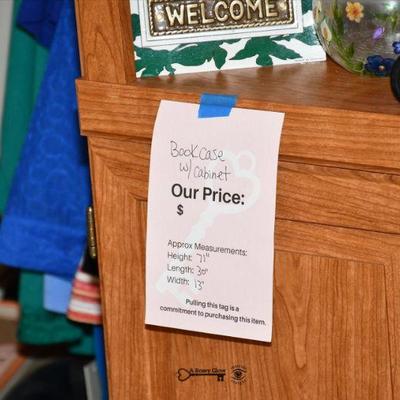 WELCOME
Bookcase
w/ cabinet
Our Price:
$
Approx Measurements:
Height: 71"
Length: 30"
Width: 13"
Pulling this tag is a
commitment to purchasing this item.